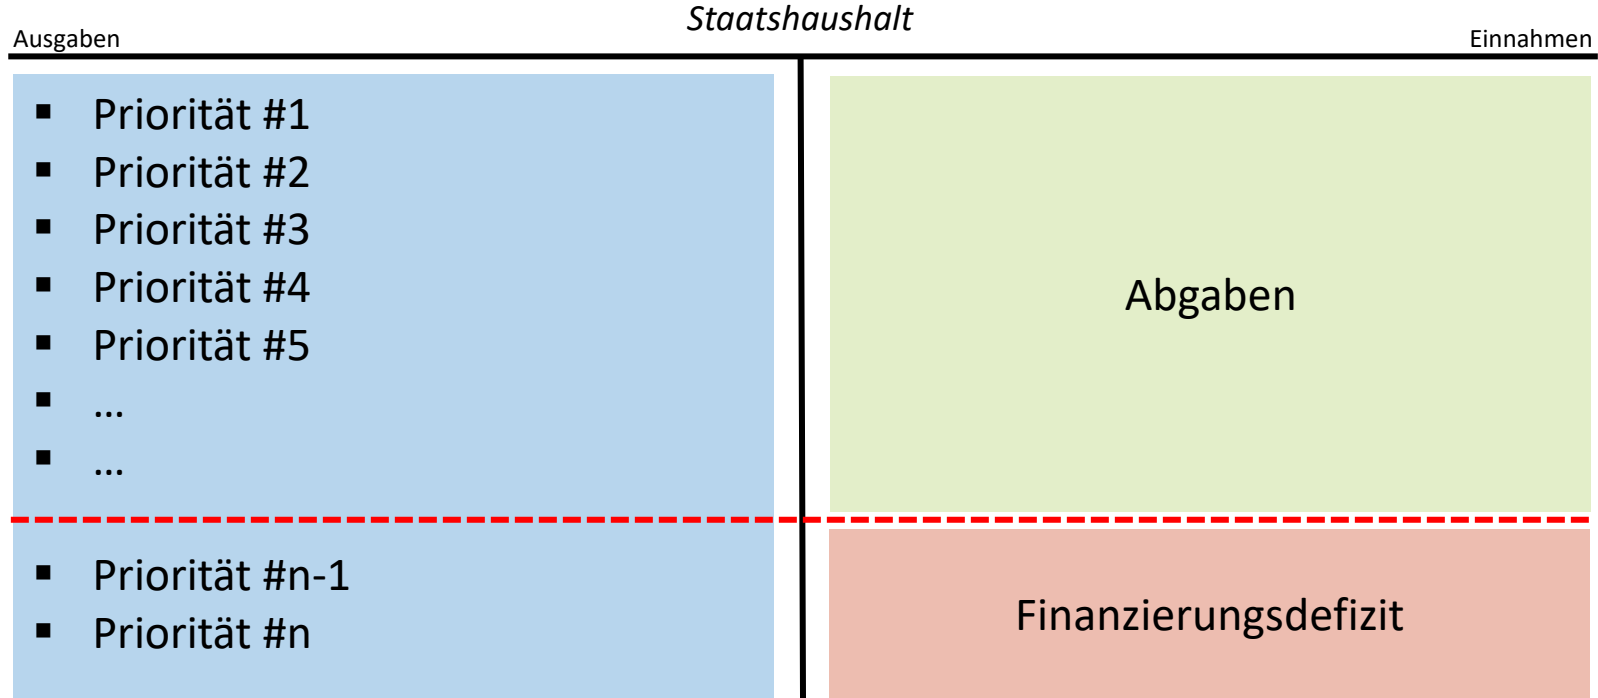 Staatshaushalt
Ausgaben
Einnahmen
▪ Priorität #1
▪ Priorität #2
▪ Priorität #3
▪ Priorität #4
▪ Priorität #5
▪ ...
▪ ...
▪ Priorität #n-1
▪ Priorität #n
Abgaben
Finanzierungsdefizit